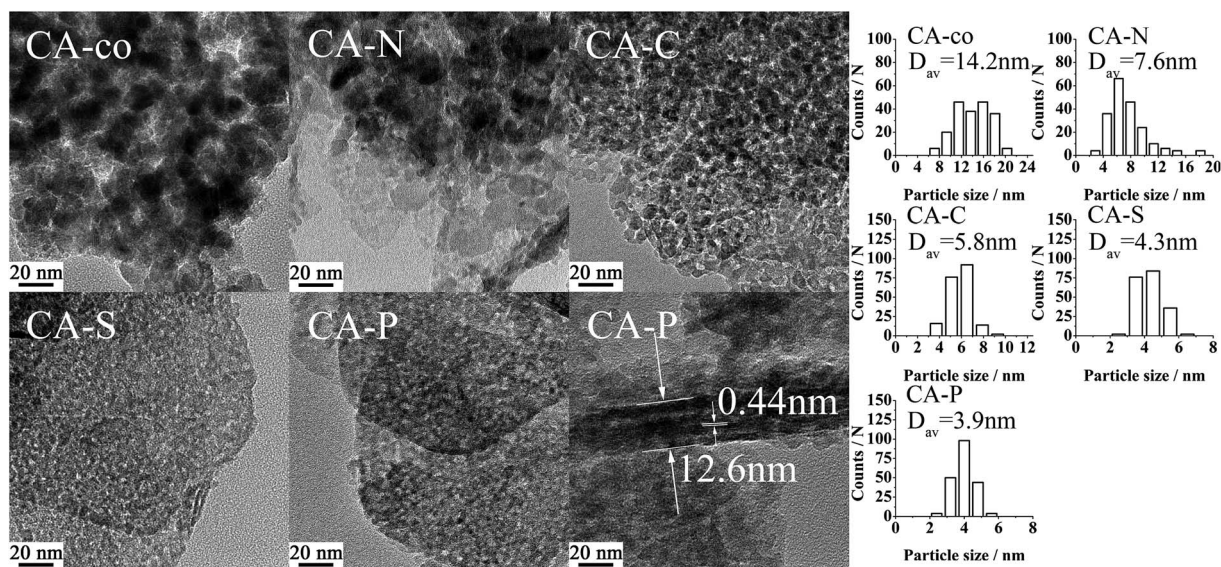 CA-co
CA-N
CA-C
20 nm
20 nm
20 nm
CA-S
CA-P
CA-P
0.44nm
12.6nm
20 nm
20 nm
20 nm
CA-co
D_av=14.2nm
Counts / N
100
80
60
40
20
0
0 4 8 12 16 20 24
Particle size / nm
CA-N
D_av=7.6nm
Counts / N
100
80
60
40
20
0
0 4 8 12 16 20
Particle size / nm
CA-C
D_av=5.8nm
Counts / N
150
125
100
75
50
25
0
0 2 4 6 8 10 12
Particle size / nm
CA-S
D_av=4.3nm
Counts / N
150
125
100
75
50
25
0
0 2 4 6 8
Particle size / nm
CA-P
D_av=3.9nm
Counts / N
150
125
100
75
50
25
0
0 2 4 6 8
Particle size / nm